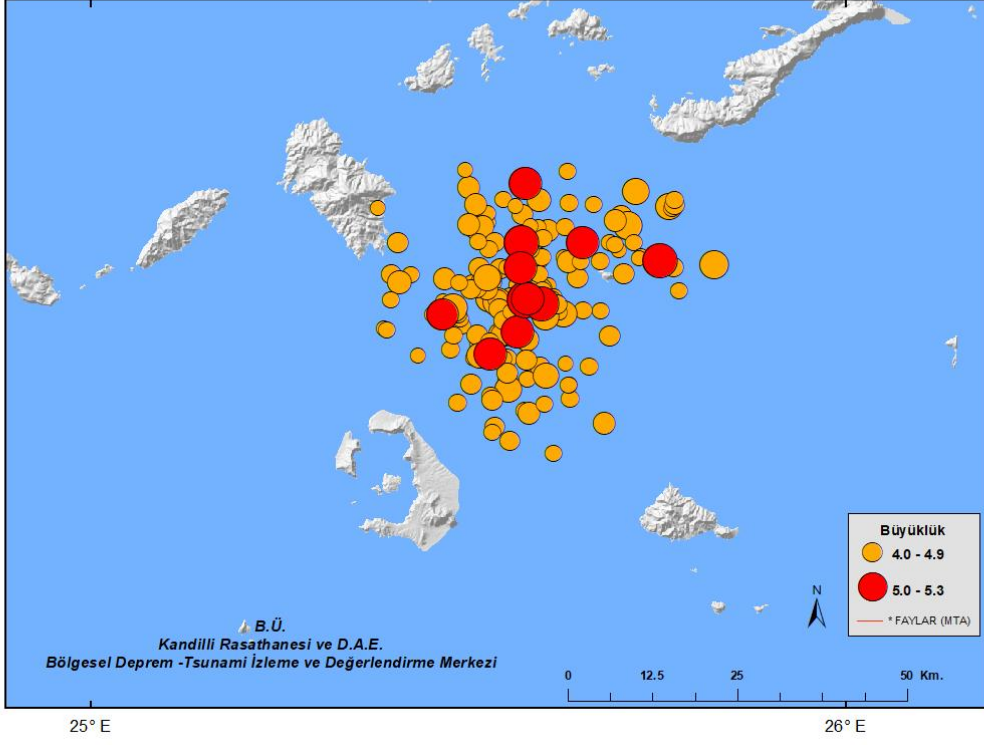 Büyüklük
4.0 - 4.9
5.0 - 5.3
* FAYLAR (MTA)
N
B.Ü.
Kandilli Rasathanesi ve D.A.E.
Bölgesel Deprem -Tsunami İzleme ve Değerlendirme Merkezi
0 12.5 25 50 Km.
25° E 26° E